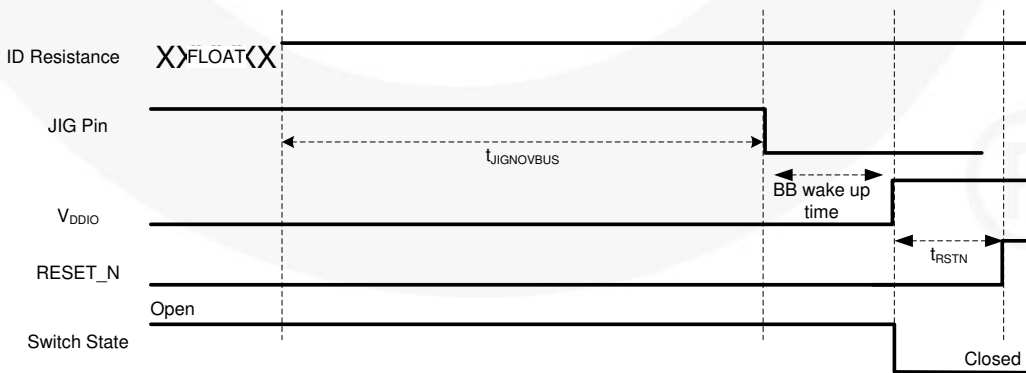 ID Resistance
X FLOAT X
JIG Pin
tJIGNOVBUS
BB wake up
time
VDDIO
tRSTN
RESET_N
Open
Switch State
Closed